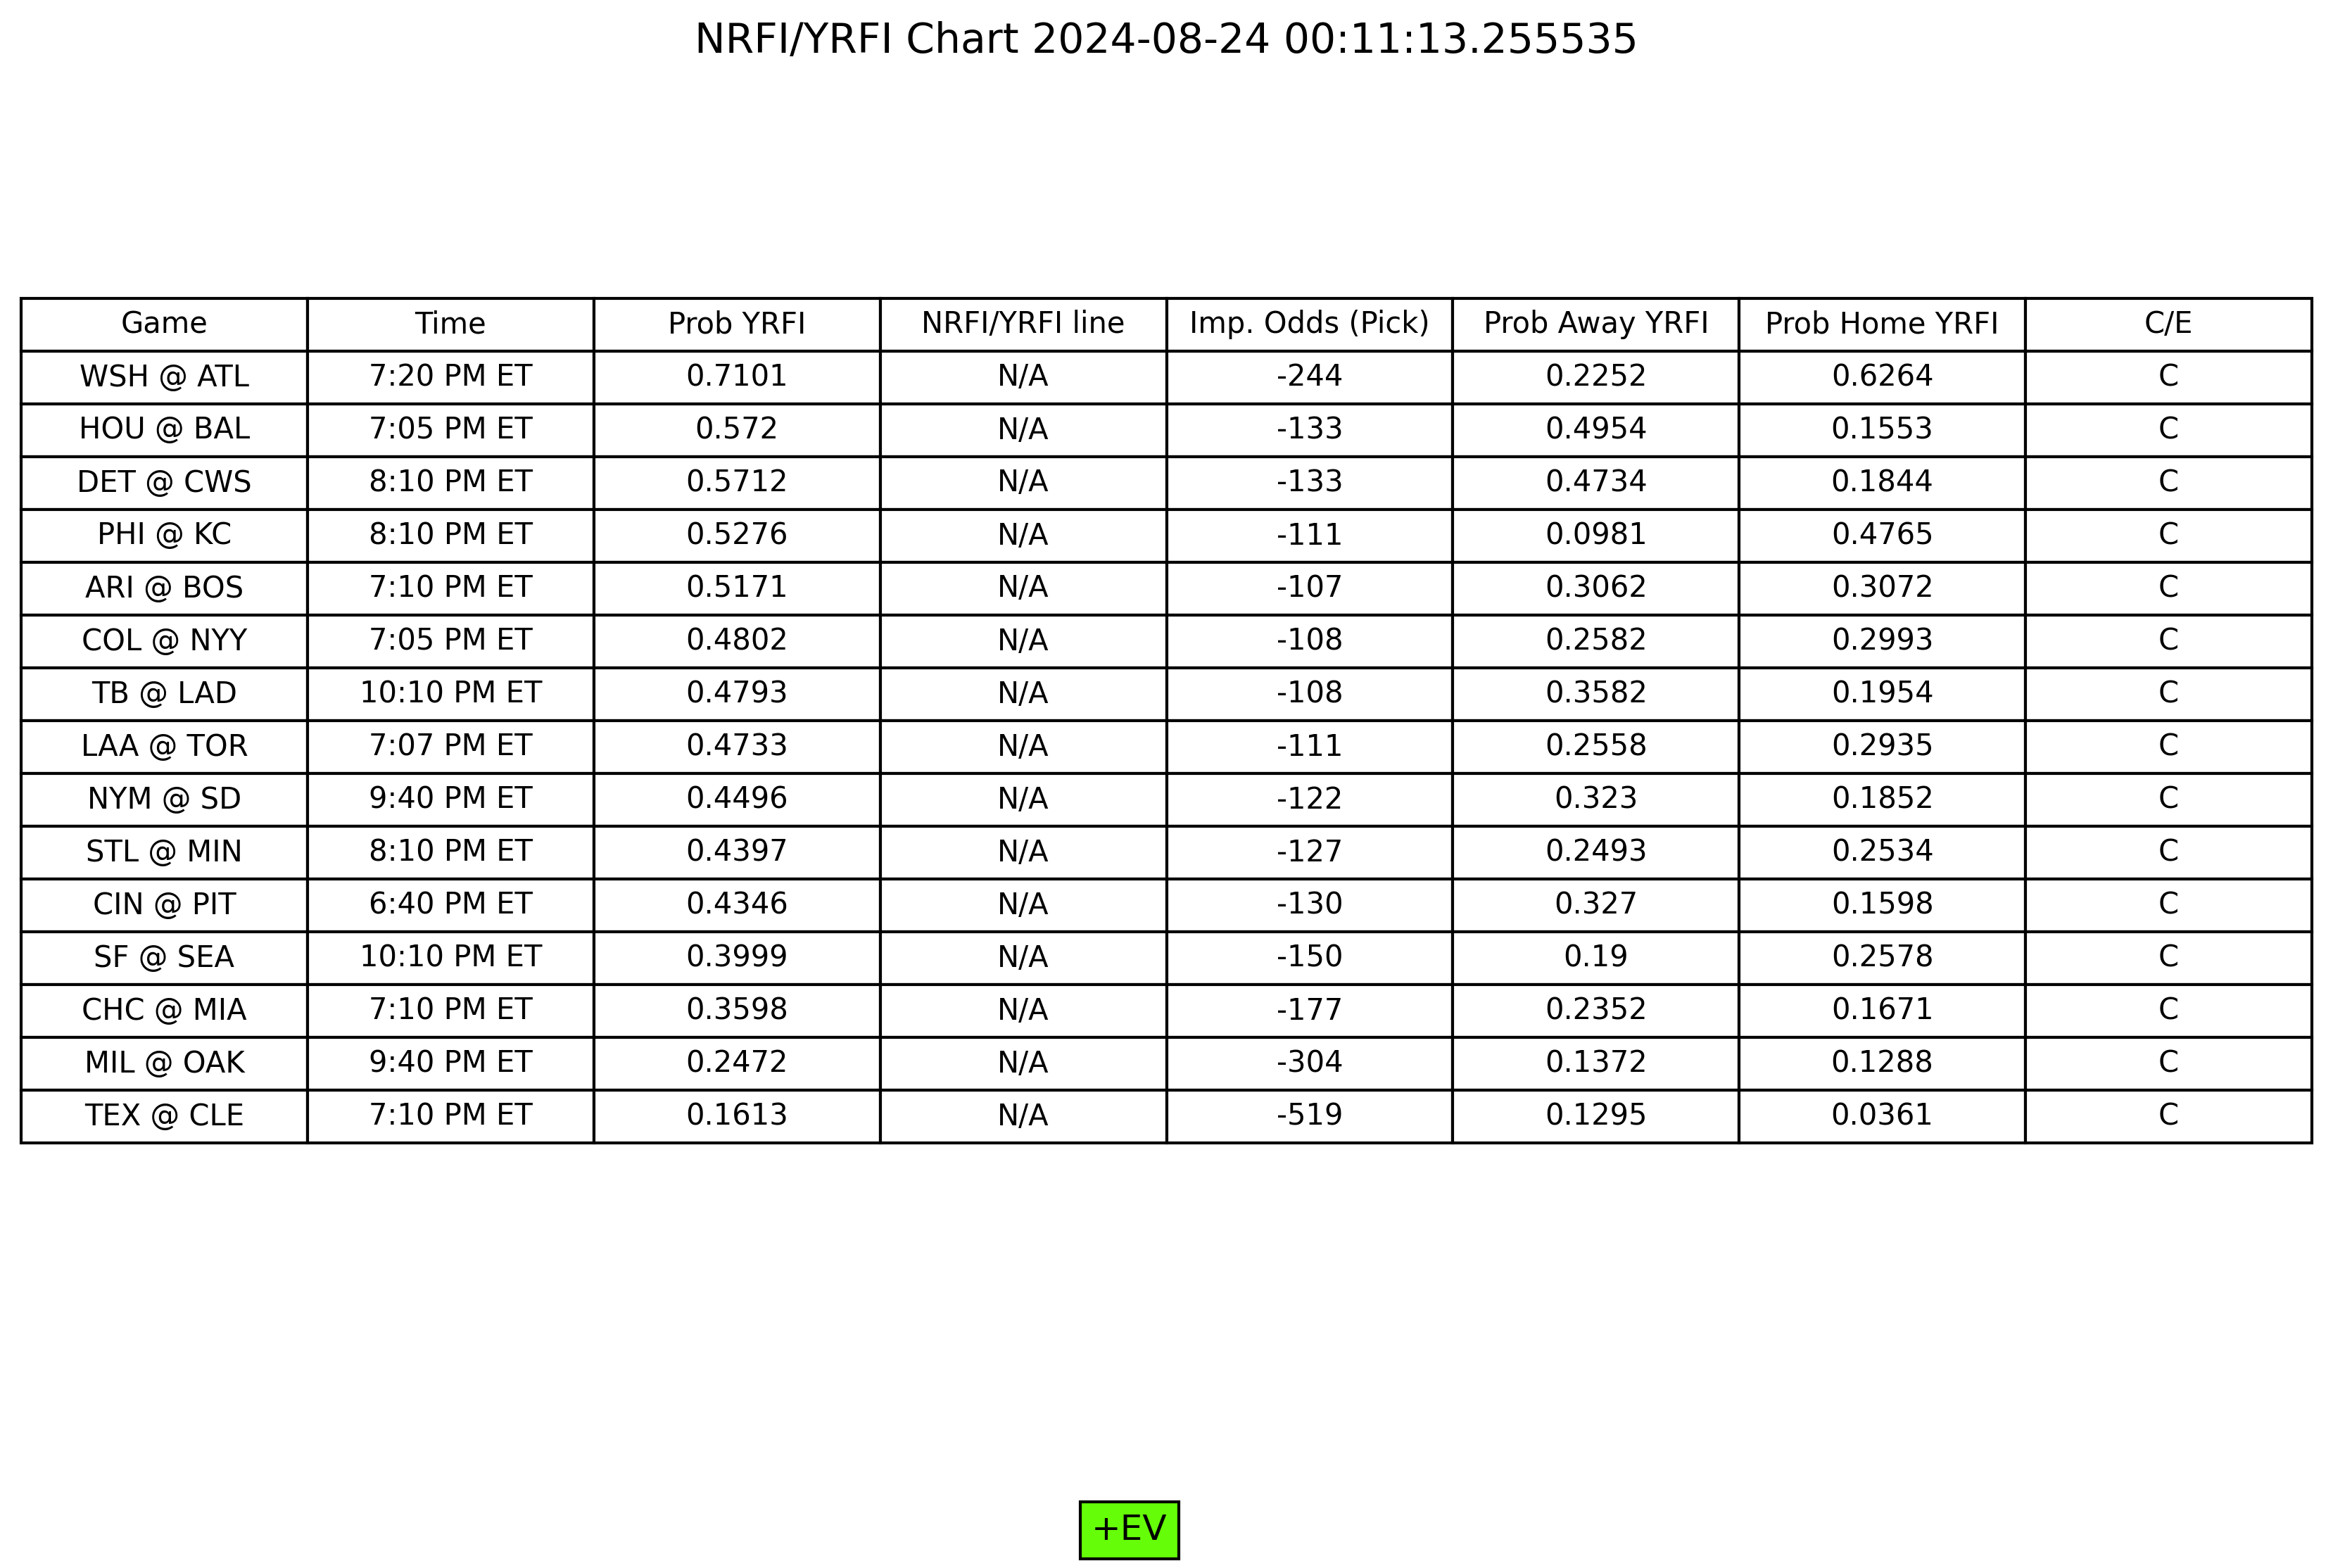 NRFI/YRFI Chart 2024-08-24 00:11:13.255535
Game Time Prob YRFI NRFI/YRFI line Imp. Odds (Pick) Prob Away YRFI Prob Home YRFI C/E
WSH @ ATL 7:20 PM ET 0.7101 N/A -244 0.2252 0.6264 C
HOU @ BAL 7:05 PM ET 0.572 N/A -133 0.4954 0.1553 C
DET @ CWS 8:10 PM ET 0.5712 N/A -133 0.4734 0.1844 C
PHI @ KC 8:10 PM ET 0.5276 N/A -111 0.0981 0.4765 C
ARI @ BOS 7:10 PM ET 0.5171 N/A -107 0.3062 0.3072 C
COL @ NYY 7:05 PM ET 0.4802 N/A -108 0.2582 0.2993 C
TB @ LAD 10:10 PM ET 0.4793 N/A -108 0.3582 0.1954 C
LAA @ TOR 7:07 PM ET 0.4733 N/A -111 0.2558 0.2935 C
NYM @ SD 9:40 PM ET 0.4496 N/A -122 0.323 0.1852 C
STL @ MIN 8:10 PM ET 0.4397 N/A -127 0.2493 0.2534 C
CIN @ PIT 6:40 PM ET 0.4346 N/A -130 0.327 0.1598 C
SF @ SEA 10:10 PM ET 0.3999 N/A -150 0.19 0.2578 C
CHC @ MIA 7:10 PM ET 0.3598 N/A -177 0.2352 0.1671 C
MIL @ OAK 9:40 PM ET 0.2472 N/A -304 0.1372 0.1288 C
TEX @ CLE 7:10 PM ET 0.1613 N/A -519 0.1295 0.0361 C
+EV